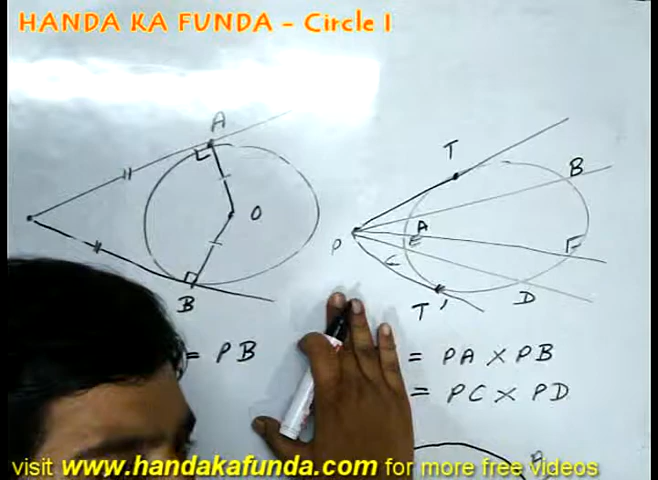 HANDA KA FUNDA - Circle I
A
O
B
T
B
P
A
E
F
C
D
T'
= PB
= PA × PB
= PC × PD
visit www.handakafunda.com for more free videos